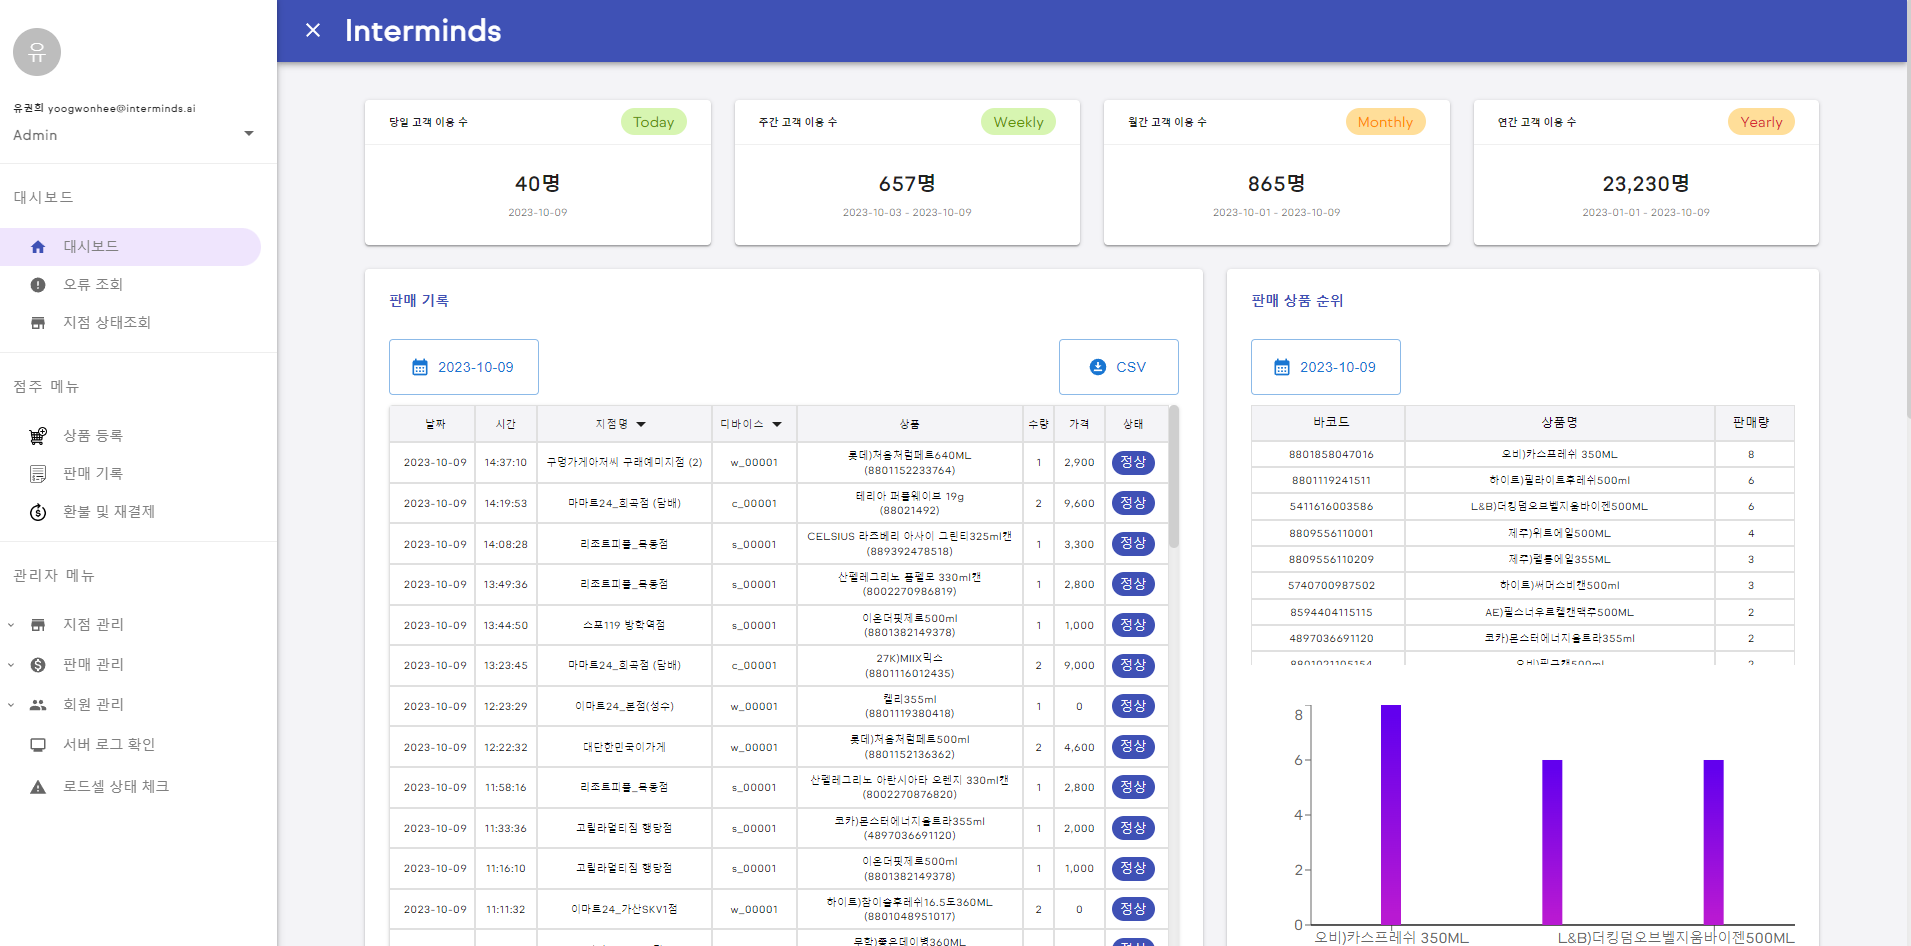 유
유권희 yoogwonhee@interminds.ai
Admin
대시보드
대시보드
오류 조회
지점 상태조회
점주 메뉴
상품 등록
판매 기록
환불 및 재결제
관리자 메뉴
지점 관리
판매 관리
회원 관리
서버 로그 확인
로드셀 상태 체크
Interminds
당일 고객 이용 수 Today
40명
2023-10-09
주간 고객 이용 수 Weekly
657명
2023-10-03 - 2023-10-09
월간 고객 이용 수 Monthly
865명
2023-10-01 - 2023-10-09
연간 고객 이용 수 Yearly
23,230명
2023-01-01 - 2023-10-09
판매 기록
2023-10-09 CSV
날짜 시간 지점명 디바이스 상품 수량 가격 상태
2023-10-09 14:37:10 구멍가게아저씨 구래예미지점 (2) w_00001 롯데)처음처럼페트640ML (8801152233764) 1 2,900 정상
2023-10-09 14:19:53 마마트24_희곡점 (담배) c_00001 테리아 퍼플웨이브 19g (88021492) 2 9,600 정상
2023-10-09 14:08:28 리조트피플_목동점 s_00001 CELSIUS 라즈베리 아사이 그린티325ml캔 (889392478518) 1 3,300 정상
2023-10-09 13:49:36 리조트피플_목동점 s_00001 산펠레그리노 폼펠모 330ml캔 (8002270986819) 1 2,800 정상
2023-10-09 13:44:50 스포119 방학역점 s_00001 이온더핏제로500ml (8801382149378) 1 1,000 정상
2023-10-09 13:23:45 마마트24_희곡점 (담배) c_00001 27K)MIIX믹스 (8801116012435) 2 9,000 정상
2023-10-09 12:23:29 이마트24_본점(성수) w_00001 켈리355ml (8801119380418) 1 0 정상
2023-10-09 12:22:32 대단한민국이가게 w_00001 롯데)처음처럼페트500ml (8801152136362) 2 4,600 정상
2023-10-09 11:58:16 리조트피플_목동점 s_00001 산펠레그리노 아란시아타 오렌지 330ml캔 (8002270876820) 1 2,800 정상
2023-10-09 11:33:36 고릴라멀티짐 행당점 s_00001 코카)몬스터에너지울트라355ml (4897036691120) 1 2,000 정상
2023-10-09 11:16:10 고릴라멀티짐 행당점 s_00001 이온더핏제로500ml (8801382149378) 1 1,000 정상
2023-10-09 11:11:32 이마트24_가산SKV1점 w_00001 하이트)참이슬후레쉬16.5도360ML (8801048951017) 2 0 정상
무학)좋은데이병360ML 정상
판매 상품 순위
2023-10-09
바코드 상품명 판매량
8801858047016 오비)카스프레쉬 350ML 8
8801119241511 하이트)필라이트후레쉬500ml 6
5411616003586 L&B)더킹덤오브벨지움바이젠500ML 6
8809556110001 제주)위트에일500ML 4
8809556110209 제주)펠롱에일355ML 3
5740700987502 하이트)써머스비캔500ml 3
8594404115115 AE)필스너우르켈캔맥주500ML 2
4897036691120 코카)몬스터에너지울트라355ml 2
8801021105154 오비)필굿캔500ml 2
8
6
4
2
0
오비)카스프레쉬 350ML L&B)더킹덤오브벨지움바이젠500ML